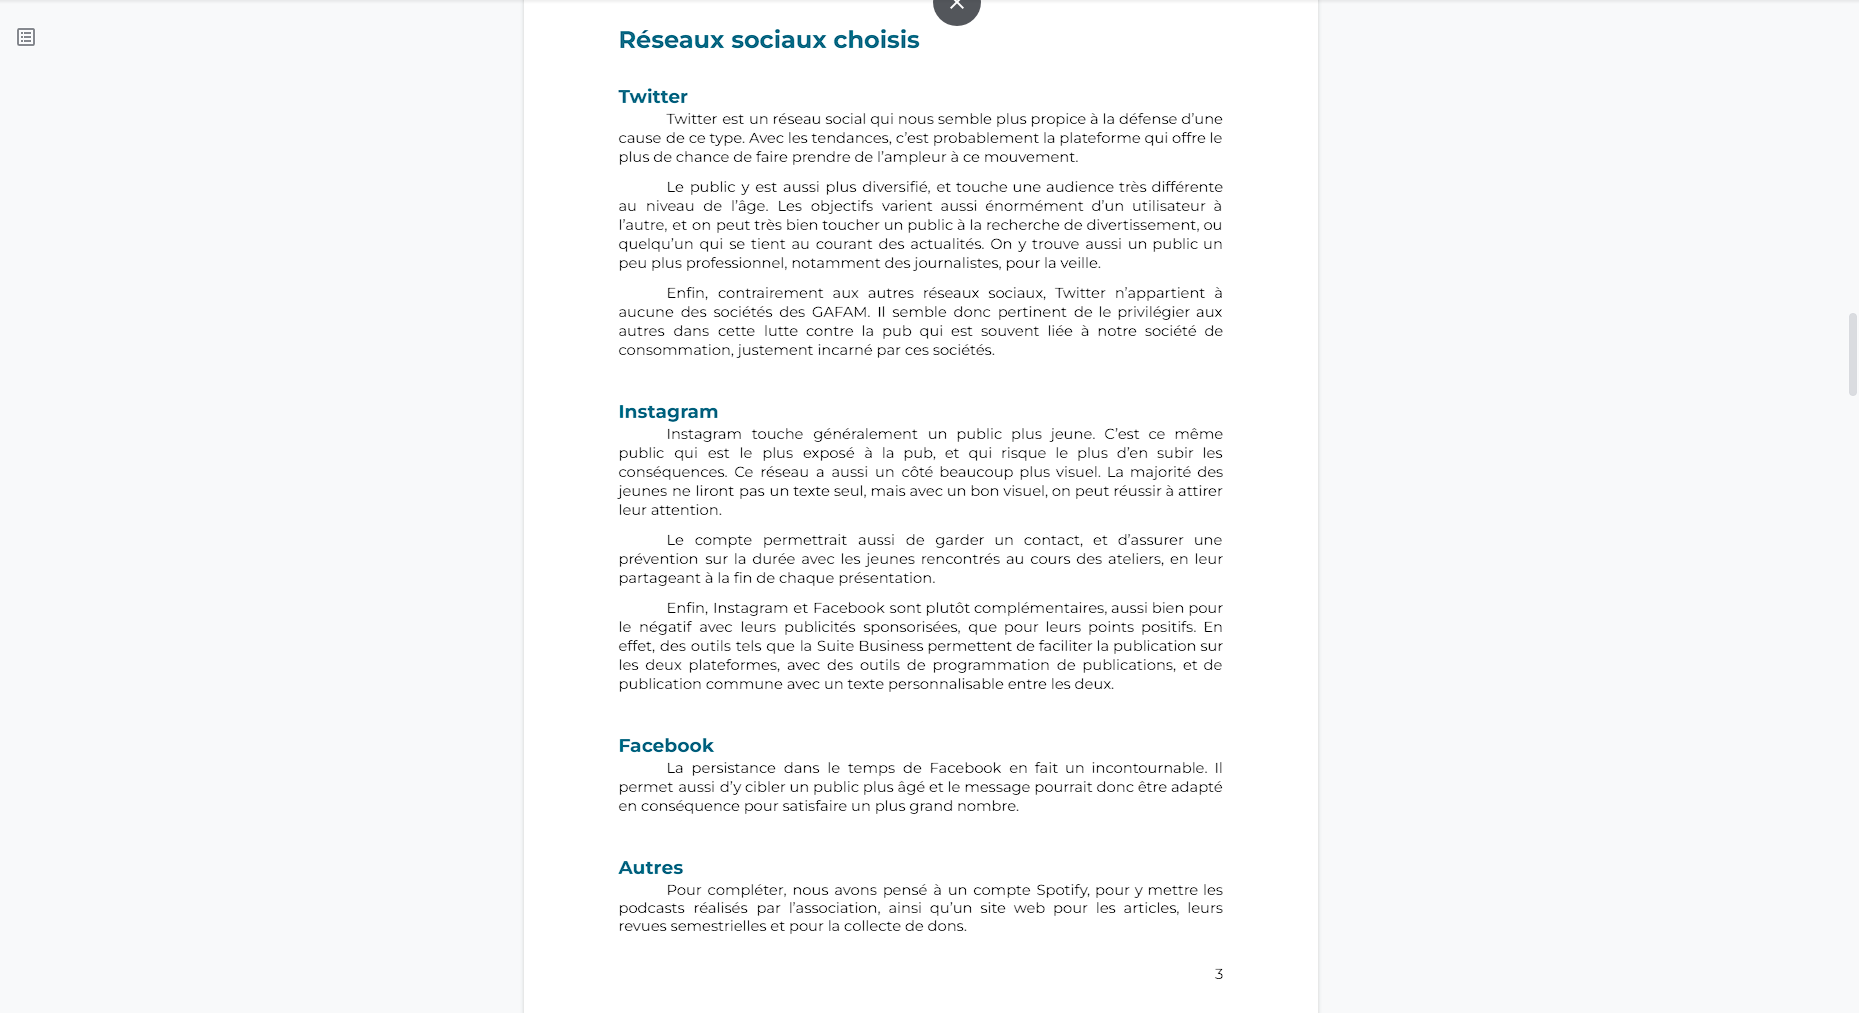 Réseaux sociaux choisis
Twitter
Twitter est un réseau social qui nous semble plus propice à la défense d’une
cause de ce type. Avec les tendances, c’est probablement la plateforme qui offre le
plus de chance de faire prendre de l’ampleur à ce mouvement.
Le public y est aussi plus diversifié, et touche une audience très différente
au niveau de l’âge. Les objectifs varient aussi énormément d’un utilisateur à
l’autre, et on peut très bien toucher un public à la recherche de divertissement, ou
quelqu’un qui se tient au courant des actualités. On y trouve aussi un public un
peu plus professionnel, notamment des journalistes, pour la veille.
Enfin, contrairement aux autres réseaux sociaux, Twitter n’appartient à
aucune des sociétés des GAFAM. Il semble donc pertinent de le privilégier aux
autres dans cette lutte contre la pub qui est souvent liée à notre société de
consommation, justement incarné par ces sociétés.
Instagram
Instagram touche généralement un public plus jeune. C’est ce même
public qui est le plus exposé à la pub, et qui risque le plus d’en subir les
conséquences. Ce réseau a aussi un côté beaucoup plus visuel. La majorité des
jeunes ne liront pas un texte seul, mais avec un bon visuel, on peut réussir à attirer
leur attention.
Le compte permettrait aussi de garder un contact, et d’assurer une
prévention sur la durée avec les jeunes rencontrés au cours des ateliers, en leur
partageant à la fin de chaque présentation.
Enfin, Instagram et Facebook sont plutôt complémentaires, aussi bien pour
le négatif avec leurs publicités sponsorisées, que pour leurs points positifs. En
effet, des outils tels que la Suite Business permettent de faciliter la publication sur
les deux plateformes, avec des outils de programmation de publications, et de
publication commune avec un texte personnalisable entre les deux.
Facebook
La persistance dans le temps de Facebook en fait un incontournable. Il
permet aussi d’y cibler un public plus âgé et le message pourrait donc être adapté
en conséquence pour satisfaire un plus grand nombre.
Autres
Pour compléter, nous avons pensé à un compte Spotify, pour y mettre les
podcasts réalisés par l’association, ainsi qu’un site web pour les articles, leurs
revues semestrielles et pour la collecte de dons.
3